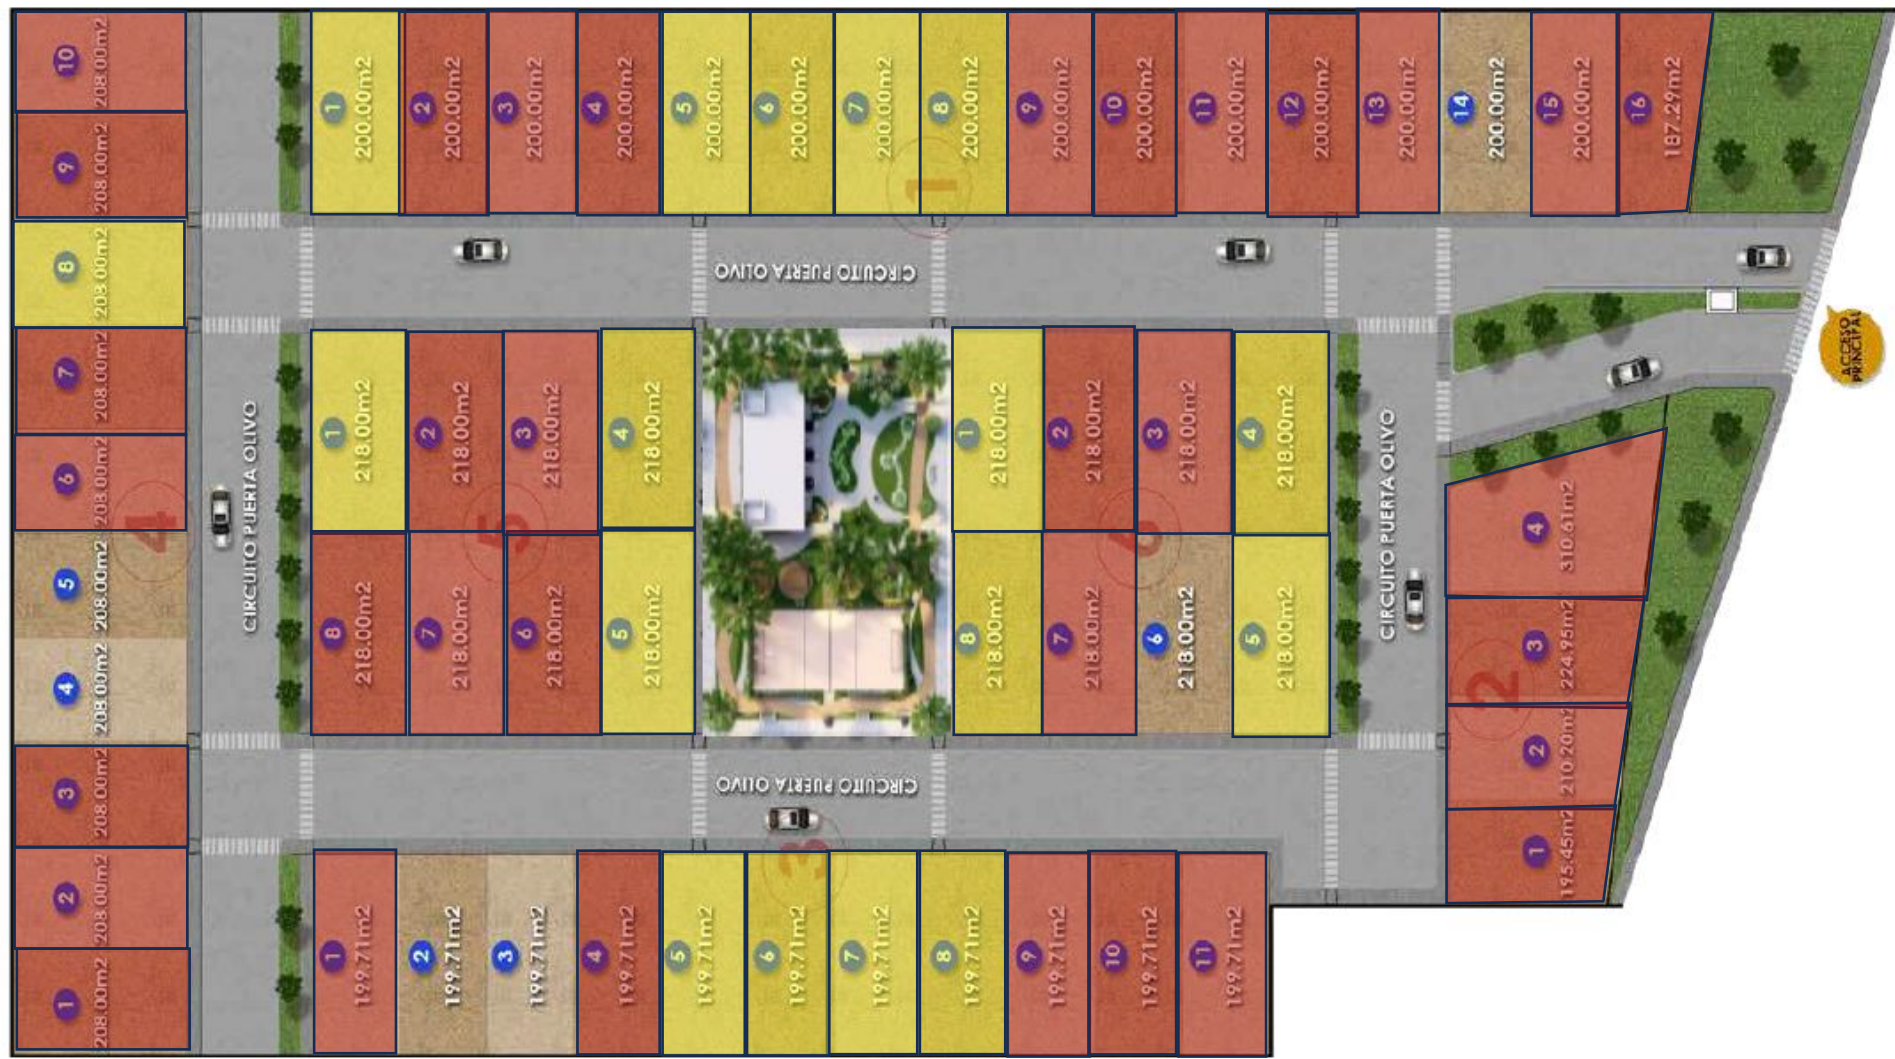 10
208.00m2
9
208.00m2
8
208.00m2
7
208.00m2
6
208.00m2
5
208.00m2
4
208.00m2
3
208.00m2
2
208.00m2
1
208.00m2
4
1
200.00m2
2
200.00m2
3
200.00m2
4
200.00m2
5
200.00m2
6
200.00m2
7
200.00m2
8
200.00m2
9
200.00m2
10
200.00m2
11
200.00m2
12
200.00m2
13
200.00m2
14
200.00m2
15
200.00m2
16
187.29m2
1
CIRCUITO PUERTA OLIVO
ACCESO
PRINCIPAL
CIRCUITO PUERTA OLIVO
1
218.00m2
2
218.00m2
3
218.00m2
4
218.00m2
5
8
218.00m2
7
218.00m2
6
218.00m2
5
218.00m2
1
218.00m2
2
218.00m2
3
218.00m2
4
218.00m2
6
8
218.00m2
7
218.00m2
6
218.00m2
5
218.00m2
CIRCUITO PUERTA OLIVO
4
310.61m2
3
224.95m2
2
210.20m2
1
195.45m2
2
CIRCUITO PUERTA OLIVO
3
1
199.71m2
2
199.71m2
3
199.71m2
4
199.71m2
5
199.71m2
6
199.71m2
7
199.71m2
8
199.71m2
9
199.71m2
10
199.71m2
11
199.71m2